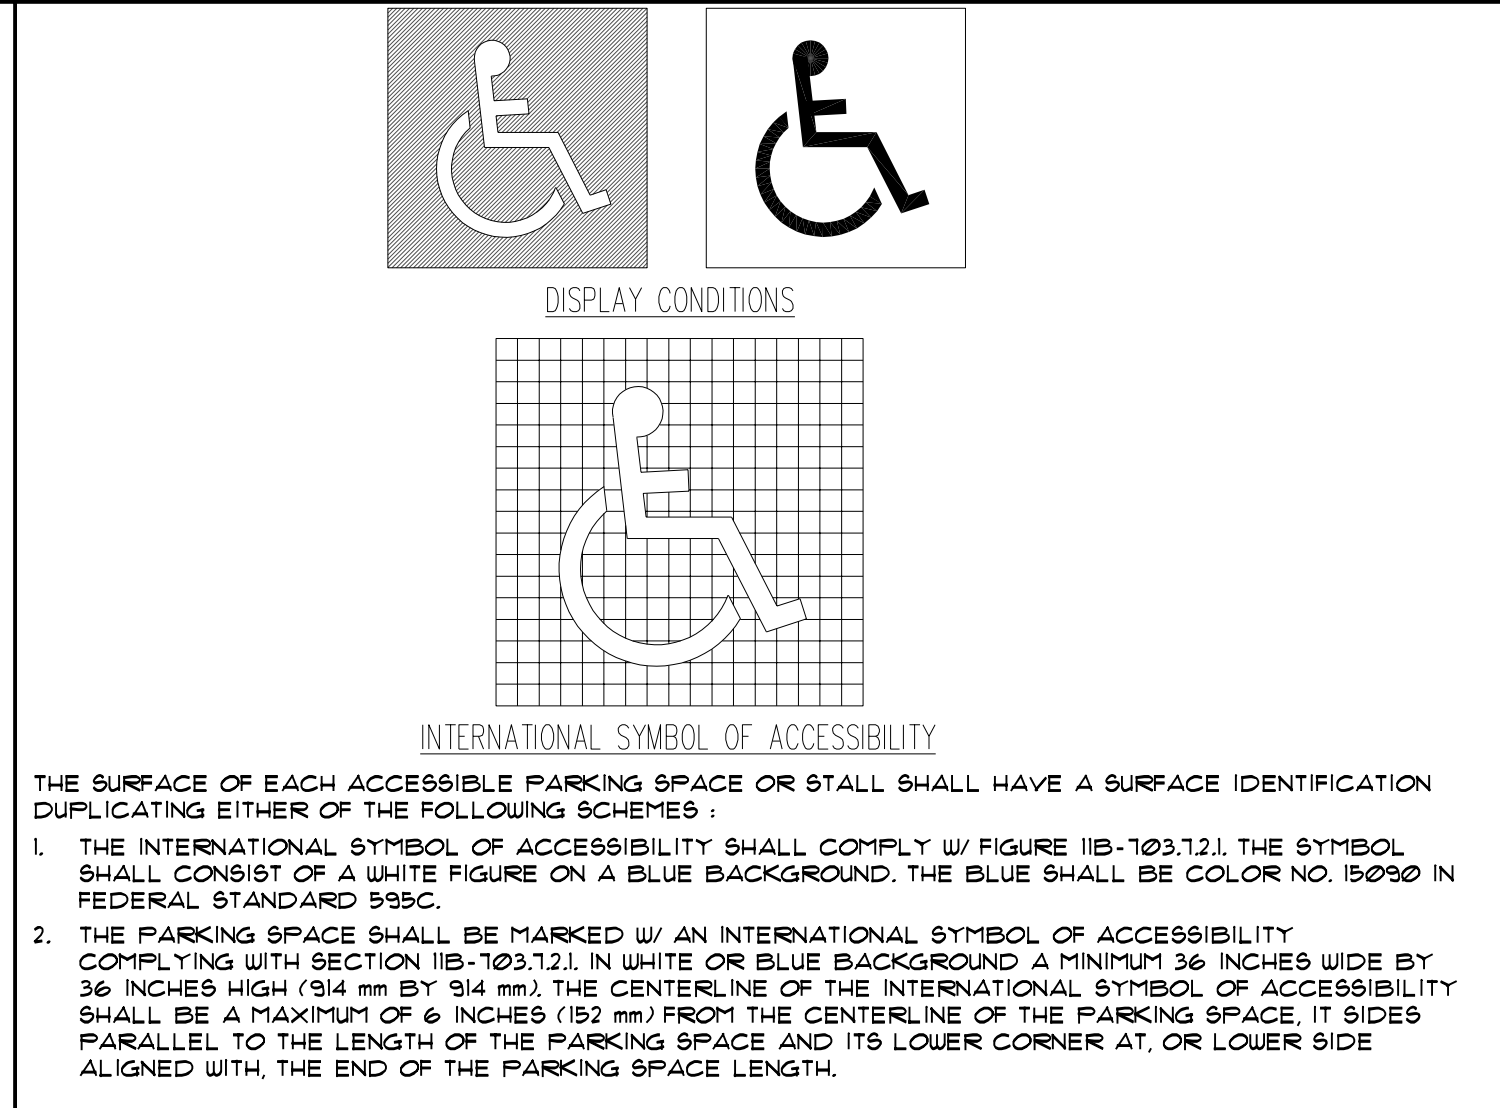 DISPLAY CONDITIONS
INTERNATIONAL SYMBOL OF ACCESSIBILITY
THE SURFACE OF EACH ACCESSIBLE PARKING SPACE OR STALL SHALL HAVE A SURFACE IDENTIFICATION
DUPLICATING EITHER OF THE FOLLOWING SCHEMES :
1. THE INTERNATIONAL SYMBOL OF ACCESSIBILITY SHALL COMPLY W/ FIGURE 11B-703.7.2.1. THE SYMBOL
SHALL CONSIST OF A WHITE FIGURE ON A BLUE BACKGROUND. THE BLUE SHALL BE COLOR NO. 15090 IN
FEDERAL STANDARD 595C.
2. THE PARKING SPACE SHALL BE MARKED W/ AN INTERNATIONAL SYMBOL OF ACCESSIBILITY
COMPLYING WITH SECTION 11B-703.7.2.1. IN WHITE OR BLUE BACKGROUND A MINIMUM 36 INCHES WIDE BY
36 INCHES HIGH (914 mm BY 914 mm). THE CENTERLINE OF THE INTERNATIONAL SYMBOL OF ACCESSIBILITY
SHALL BE A MAXIMUM OF 6 INCHES (152 mm) FROM THE CENTERLINE OF THE PARKING SPACE, IT SIDES
PARALLEL TO THE LENGTH OF THE PARKING SPACE AND ITS LOWER CORNER AT, OR LOWER SIDE
ALIGNED WITH, THE END OF THE PARKING SPACE LENGTH.